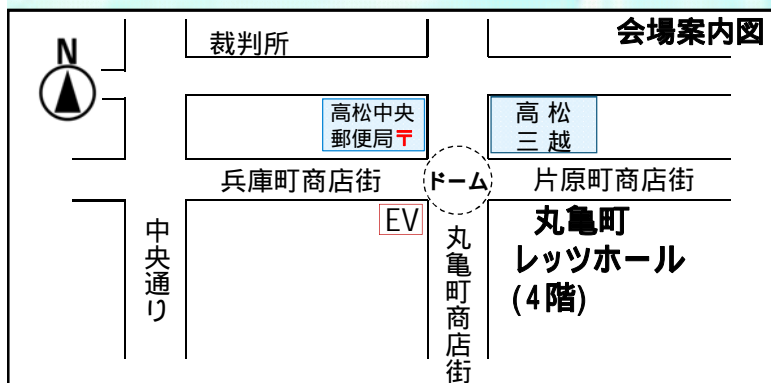 会場案内図
N
裁判所
高松中央
郵便局〒
高松
三越
兵庫町商店街
ドーム
片原町商店街
EV
丸亀町
レッツホール
(4階)
中央通り
丸亀町商店街